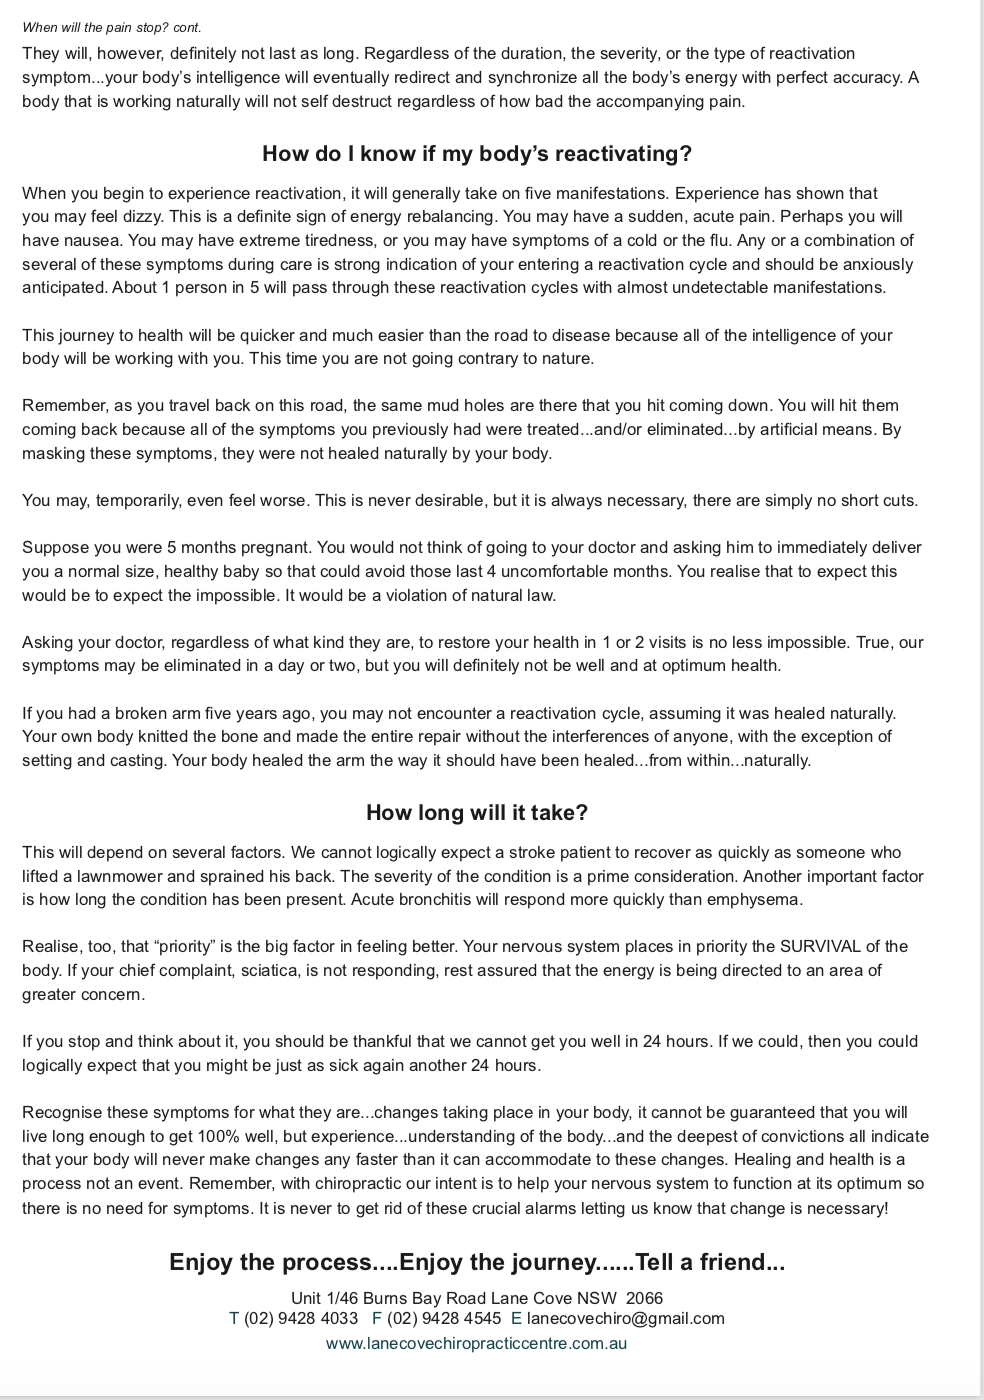 When will the pain stop? cont.
They will, however, definitely not last as long. Regardless of the duration, the severity, or the type of reactivation
symptom...your body’s intelligence will eventually redirect and synchronize all the body’s energy with perfect accuracy. A
body that is working naturally will not self destruct regardless of how bad the accompanying pain.
How do I know if my body’s reactivating?
When you begin to experience reactivation, it will generally take on five manifestations. Experience has shown that
you may feel dizzy. This is a definite sign of energy rebalancing. You may have a sudden, acute pain. Perhaps you will
have nausea. You may have extreme tiredness, or you may have symptoms of a cold or the flu. Any or a combination of
several of these symptoms during care is strong indication of your entering a reactivation cycle and should be anxiously
anticipated. About 1 person in 5 will pass through these reactivation cycles with almost undetectable manifestations.
This journey to health will be quicker and much easier than the road to disease because all of the intelligence of your
body will be working with you. This time you are not going contrary to nature.
Remember, as you travel back on this road, the same mud holes are there that you hit coming down. You will hit them
coming back because all of the symptoms you previously had were treated...and/or eliminated...by artificial means. By
masking these symptoms, they were not healed naturally by your body.
You may, temporarily, even feel worse. This is never desirable, but it is always necessary, there are simply no short cuts.
Suppose you were 5 months pregnant. You would not think of going to your doctor and asking him to immediately deliver
you a normal size, healthy baby so that could avoid those last 4 uncomfortable months. You realise that to expect this
would be to expect the impossible. It would be a violation of natural law.
Asking your doctor, regardless of what kind they are, to restore your health in 1 or 2 visits is no less impossible. True, our
symptoms may be eliminated in a day or two, but you will definitely not be well and at optimum health.
If you had a broken arm five years ago, you may not encounter a reactivation cycle, assuming it was healed naturally.
Your own body knitted the bone and made the entire repair without the interferences of anyone, with the exception of
setting and casting. Your body healed the arm the way it should have been healed...from within...naturally.
How long will it take?
This will depend on several factors. We cannot logically expect a stroke patient to recover as quickly as someone who
lifted a lawnmower and sprained his back. The severity of the condition is a prime consideration. Another important factor
is how long the condition has been present. Acute bronchitis will respond more quickly than emphysema.
Realise, too, that “priority” is the big factor in feeling better. Your nervous system places in priority the SURVIVAL of the
body. If your chief complaint, sciatica, is not responding, rest assured that the energy is being directed to an area of
greater concern.
If you stop and think about it, you should be thankful that we cannot get you well in 24 hours. If we could, then you could
logically expect that you might be just as sick again another 24 hours.
Recognise these symptoms for what they are...changes taking place in your body, it cannot be guaranteed that you will
live long enough to get 100% well, but experience...understanding of the body...and the deepest of convictions all indicate
that your body will never make changes any faster than it can accommodate to these changes. Healing and health is a
process not an event. Remember, with chiropractic our intent is to help your nervous system to function at its optimum so
there is no need for symptoms. It is never to get rid of these crucial alarms letting us know that change is necessary!
Enjoy the process....Enjoy the journey......Tell a friend...
Unit 1/46 Burns Bay Road Lane Cove NSW 2066
T (02) 9428 4033 F (02) 9428 4545 E lanecovechiro@gmail.com
www.lanecovechiropracticcentre.com.au